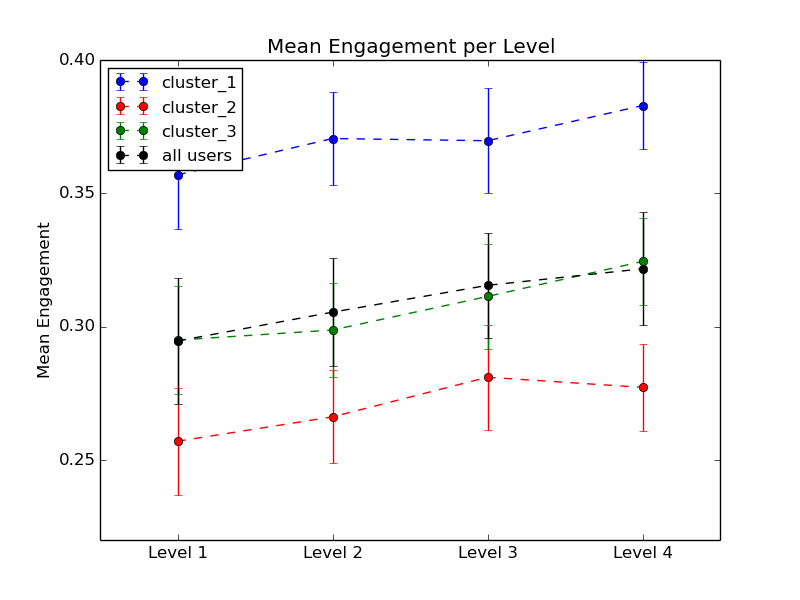 Mean Engagement per Level
cluster_1
cluster_2
cluster_3
all users
0.40
0.35
0.30
0.25
Mean Engagement
Level 1
Level 2
Level 3
Level 4